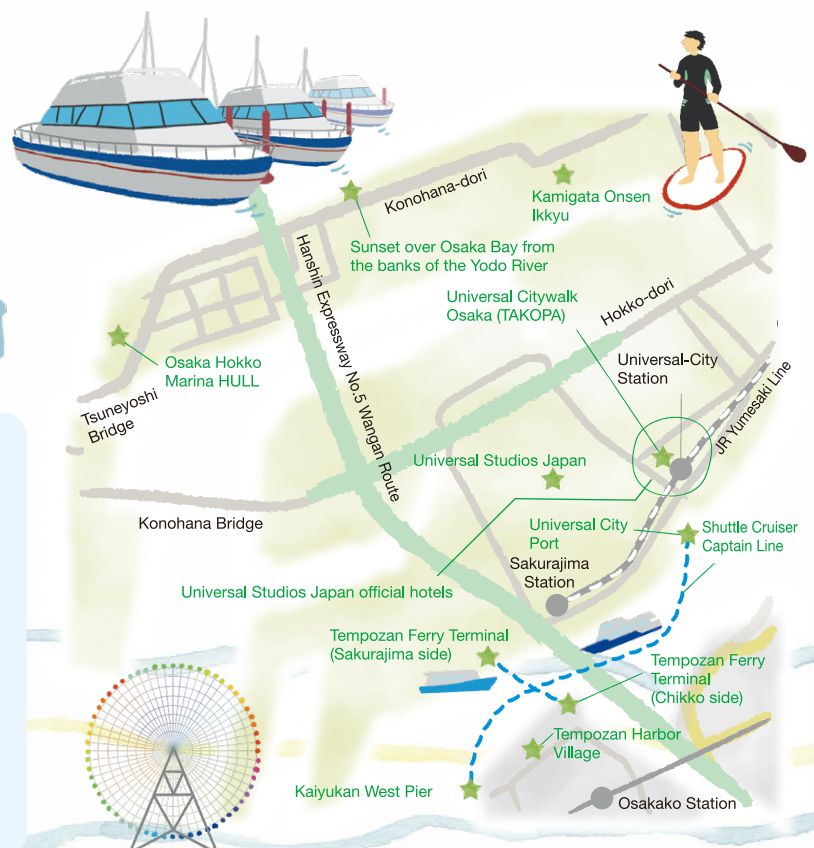 Konohana-dori
Kamigata Onsen
Ikkyu
Sunset over Osaka Bay from
the banks of the Yodo River
Hanshin Expressway No.5 Wangan Route
Universal Citywalk
Osaka (TAKOPA)
Hokko-dori
Osaka Hokko
Marina HULL
Universal-City
Station
Tsuneyoshi
Bridge
JR Yumesaki Line
Universal Studios Japan
Konohana Bridge
Universal City
Port
Shuttle Cruiser
Captain Line
Sakurajima
Station
Universal Studios Japan official hotels
Tempozan Ferry Terminal
(Sakurajima side)
Tempozan Ferry
Terminal
(Chikko side)
Tempozan Harbor
Village
Kaiyukan West Pier
Osakako Station